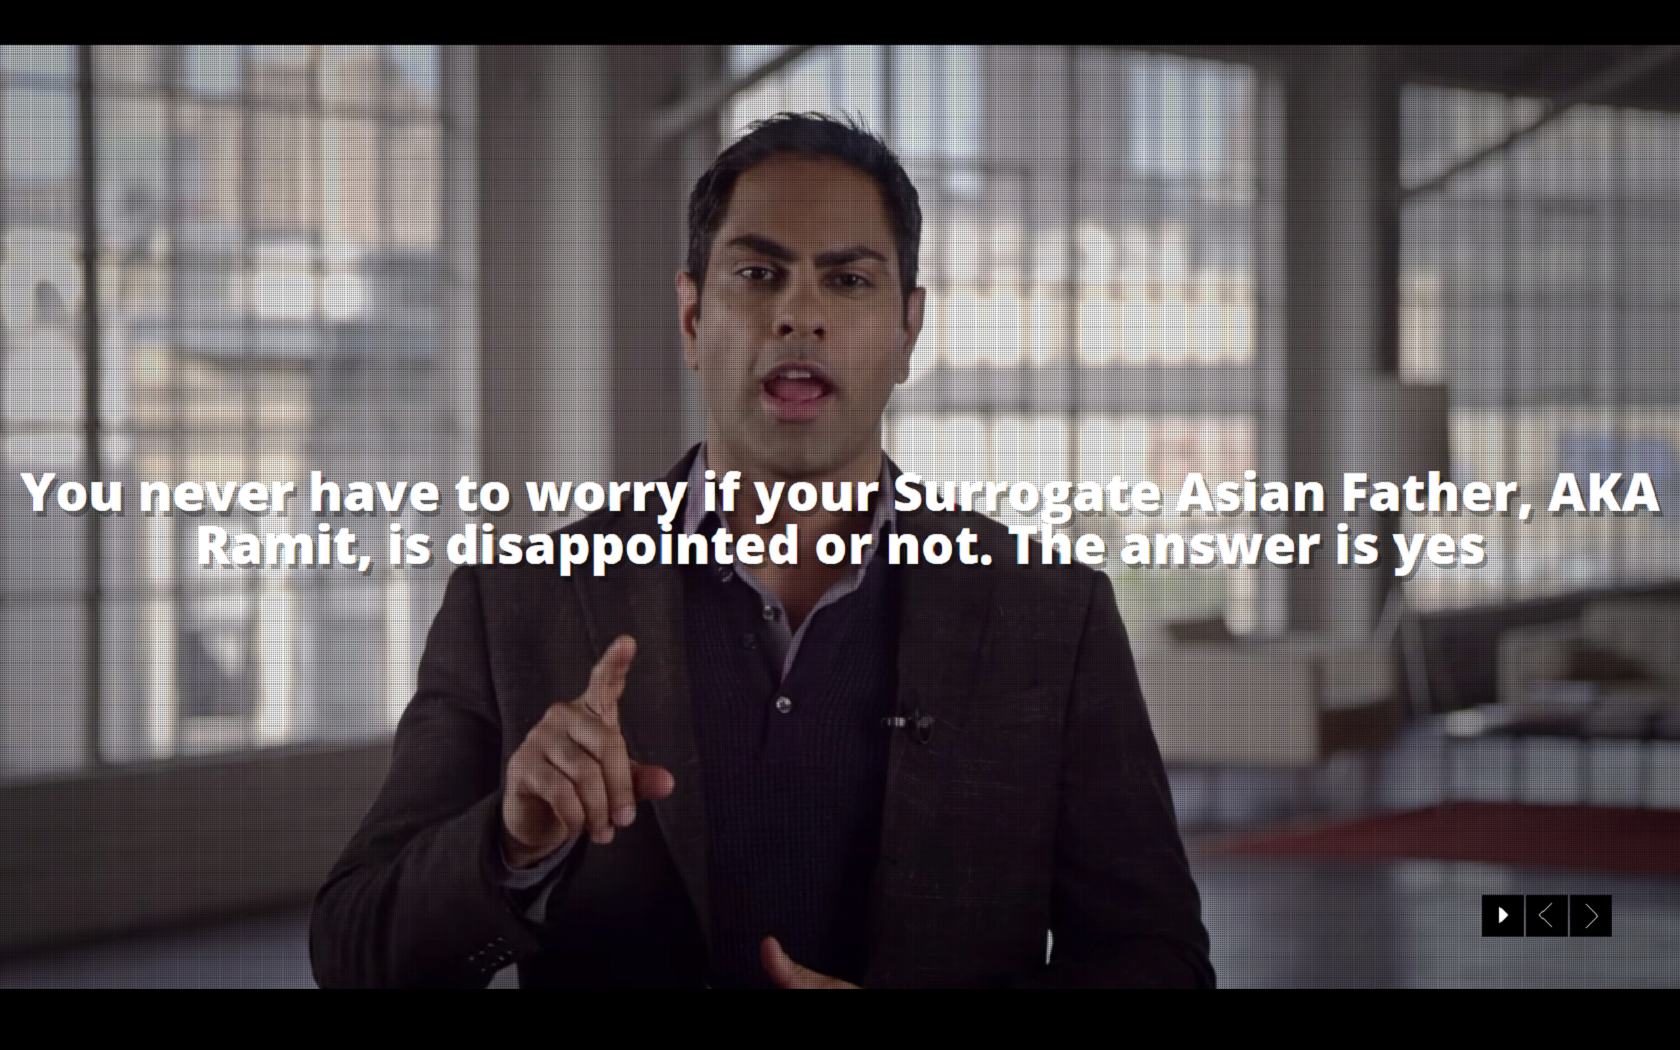 You never have to worry if your Surrogate Asian Father, AKA
Ramit, is disappointed or not. The answer is yes